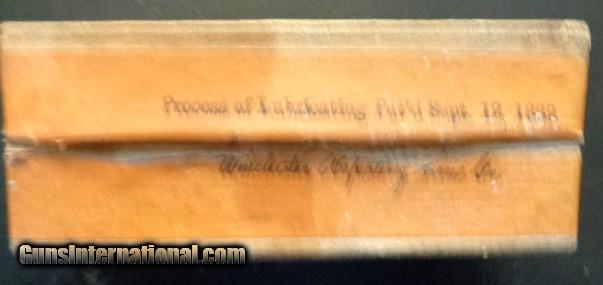 Process of Lubricating Pat'd Sept. 12, 1882
Winchester Repeating Arms Co.
GunsInternational.com